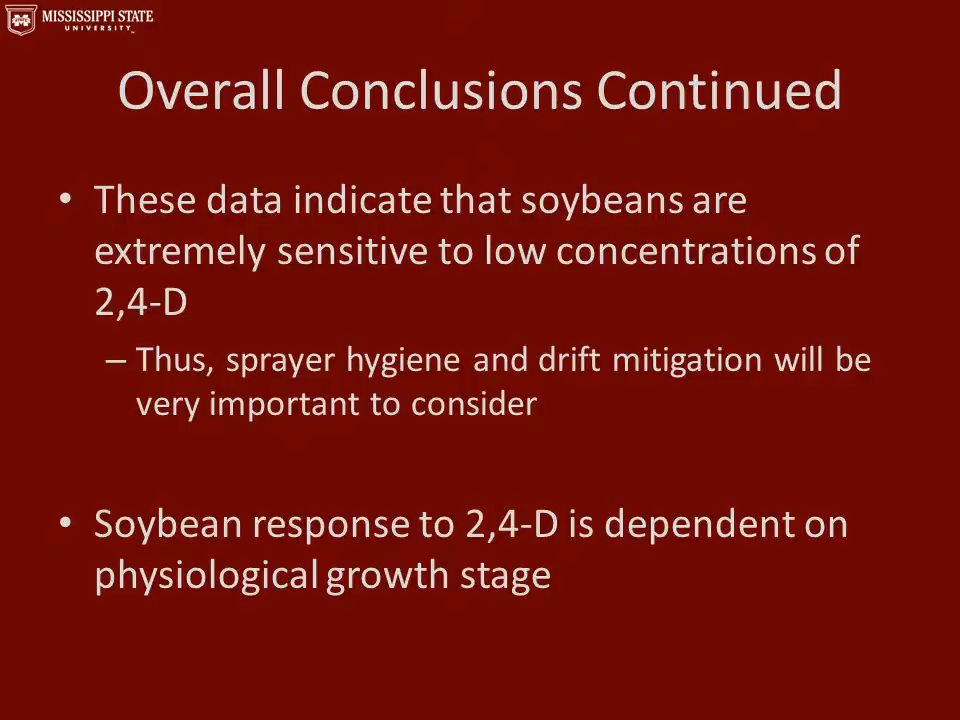 MISSISSIPPI STATE
UNIVERSITY™
Overall Conclusions Continued
• These data indicate that soybeans are
extremely sensitive to low concentrations of
2,4-D
– Thus, sprayer hygiene and drift mitigation will be
very important to consider
• Soybean response to 2,4-D is dependent on
physiological growth stage